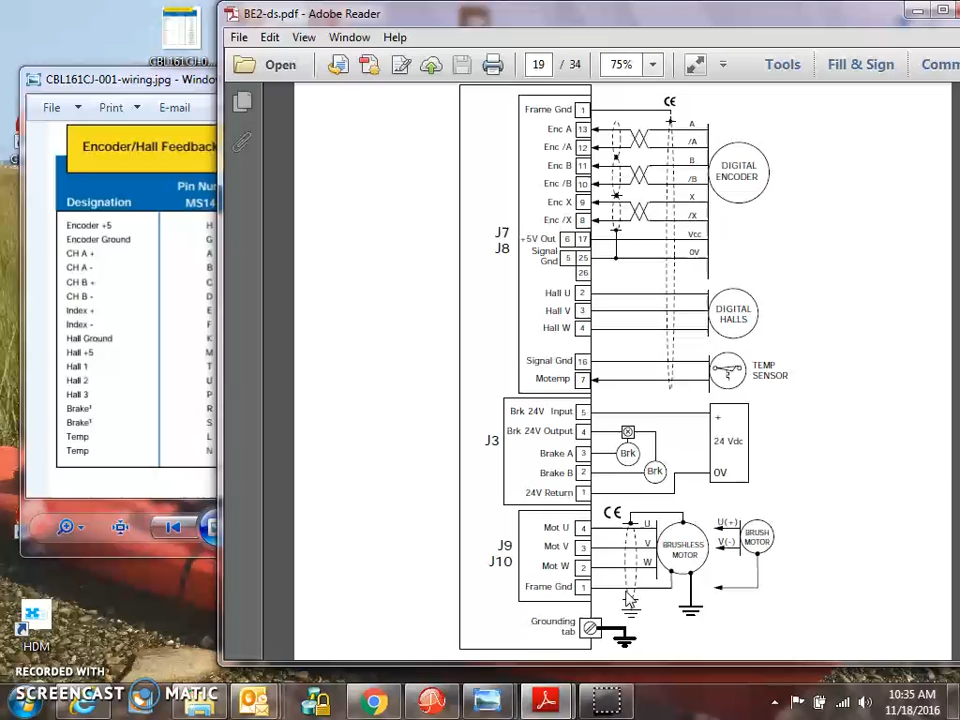 BE2-ds.pdf - Adobe Reader
File Edit View Window Help
Open 19 / 34 75% Tools Fill & Sign Comm
CBL161CJ-0
CBL161CJ-001-wiring.jpg - Windo
File Print E-mail
Encoder/Hall Feedback
Pin Nu
Designation MS14
Encoder +5 H
Encoder Ground G
CH A + A
CH A - B
CH B + C
CH B - D
Index + E
Index - F
Hall Ground K
Hall +5 M
Hall 1 T
Hall 2 U
Hall 3 P
Brake¹ R
Brake¹ S
Temp L
Temp N
J7
J8
Frame Gnd 1 CE
Enc A 13 A
Enc /A 12 /A
Enc B 11 B
Enc /B 10 /B
Enc X 9 X
Enc /X 8 /X
+5V Out 6 17 Vcc
Signal Gnd 5 25 0V
26
DIGITAL
ENCODER
Hall U 2
Hall V 3
Hall W 4
DIGITAL
HALLS
Signal Gnd 16
Motemp 7
TEMP
SENSOR
J3
Brk 24V Input 5 +
Brk 24V Output 4
Brake A 3 Brk
Brake B 2 Brk
24V Return 1
24 Vdc
0V
J9
J10
CE
Mot U 4 U
Mot V 3 V
Mot W 2 W
Frame Gnd 1
BRUSHLESS
MOTOR
U(+)
V(-)
BRUSH
MOTOR
Grounding
tab
HDM
RECORDED WITH
SCREENCAST MATIC
10:35 AM
11/18/2016